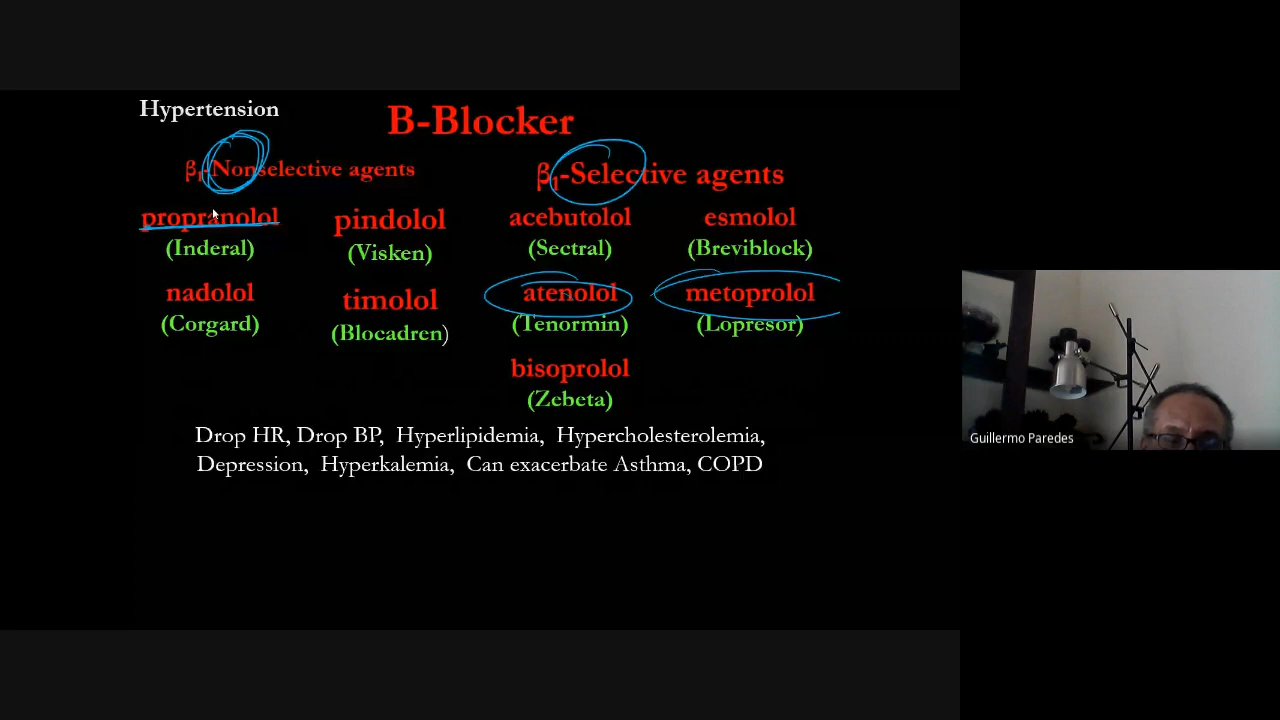 Hypertension
B-Blocker
β1-Nonselective agents
β1-Selective agents
propranolol
pindolol
acebutolol
esmolol
(Inderal)
(Visken)
(Sectral)
(Breviblock)
nadolol
timolol
atenolol
metoprolol
(Corgard)
(Blocadren)
(Tenormin)
(Lopresor)
bisoprolol
(Zebeta)
Drop HR, Drop BP, Hyperlipidemia, Hypercholesterolemia,
Depression, Hyperkalemia, Can exacerbate Asthma, COPD
Guillermo Paredes